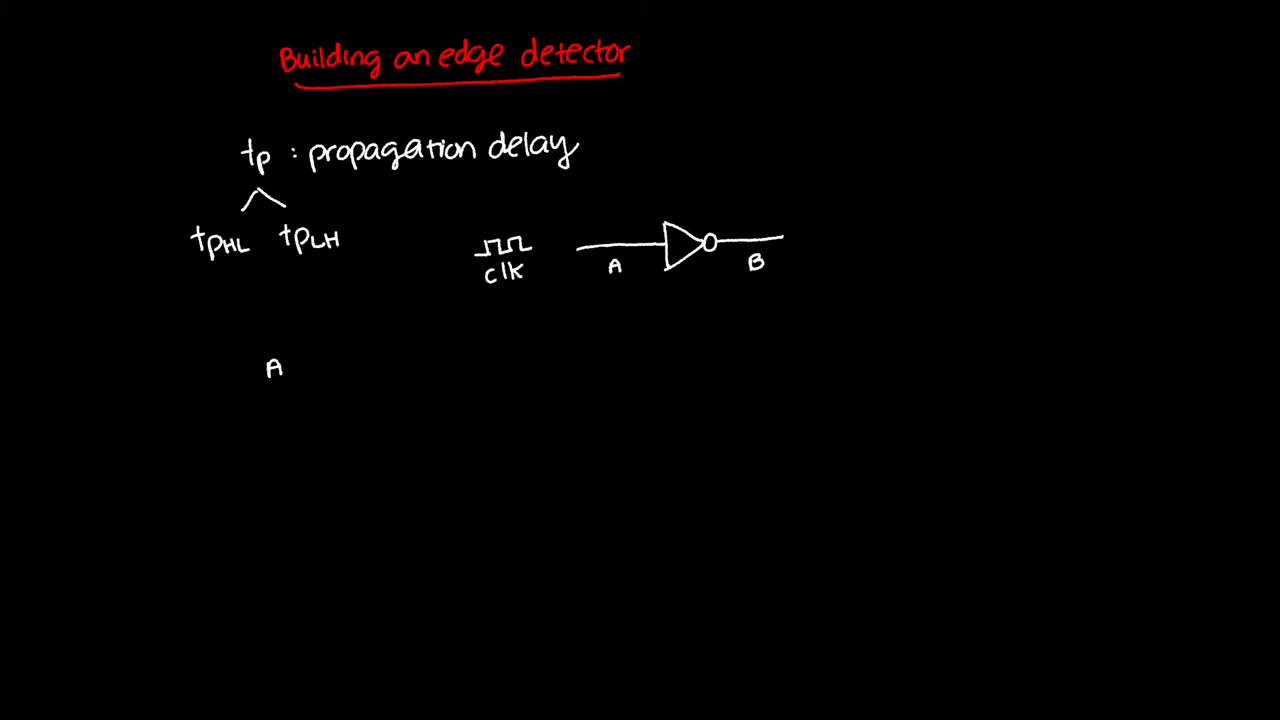 Building an edge detector
tp : propagation delay
tPHL tPLH
clk A B
A